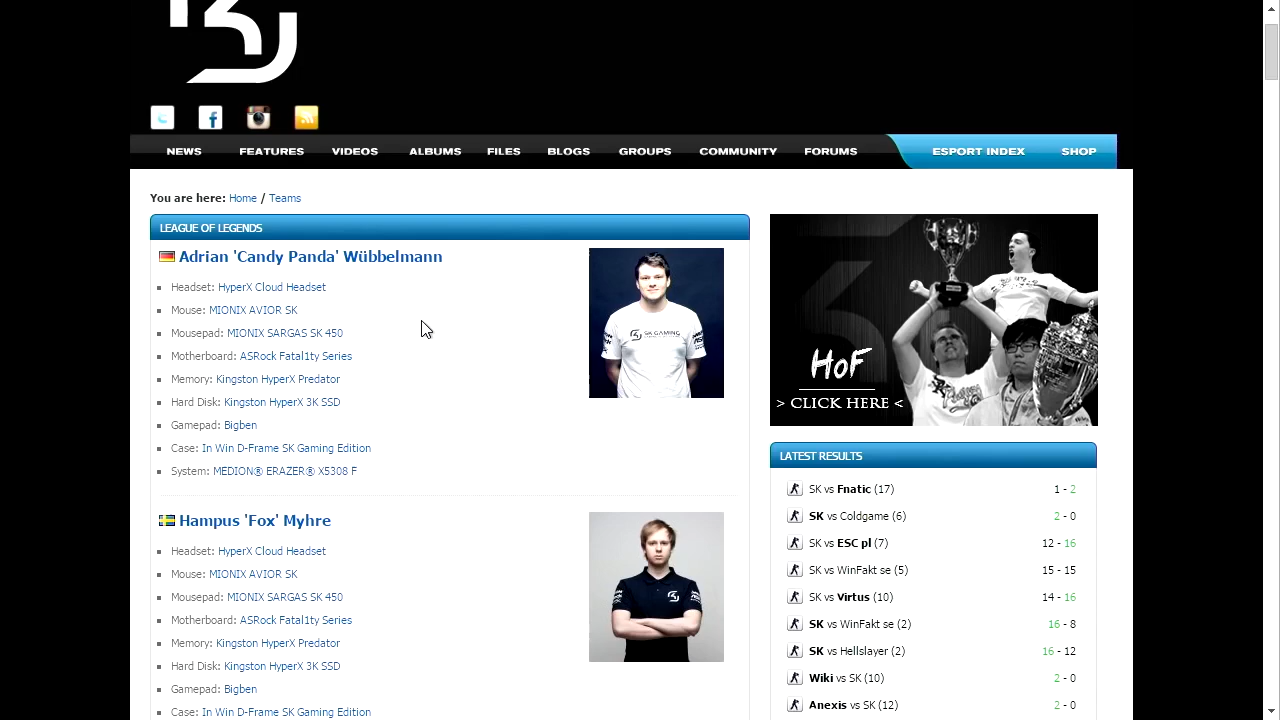 NEWS FEATURES VIDEOS ALBUMS FILES BLOGS GROUPS COMMUNITY FORUMS ESPORT INDEX SHOP
You are here: Home / Teams
LEAGUE OF LEGENDS
Adrian 'Candy Panda' Wübbelmann
Headset: HyperX Cloud Headset
Mouse: MIONIX AVIOR SK
Mousepad: MIONIX SARGAS SK 450
Motherboard: ASRock Fatal1ty Series
Memory: Kingston HyperX Predator
Hard Disk: Kingston HyperX 3K SSD
Gamepad: Bigben
Case: In Win D-Frame SK Gaming Edition
System: MEDION® ERAZER® X5308 F
SK GAMING
Hampus 'Fox' Myhre
Headset: HyperX Cloud Headset
Mouse: MIONIX AVIOR SK
Mousepad: MIONIX SARGAS SK 450
Motherboard: ASRock Fatal1ty Series
Memory: Kingston HyperX Predator
Hard Disk: Kingston HyperX 3K SSD
Gamepad: Bigben
Case: In Win D-Frame SK Gaming Edition
HoF
> CLICK HERE <
LATEST RESULTS
SK vs Fnatic (17) 1 - 2
SK vs Coldgame (6) 2 - 0
SK vs ESC pl (7) 12 - 16
SK vs WinFakt se (5) 15 - 15
SK vs Virtus (10) 14 - 16
SK vs WinFakt se (2) 16 - 8
SK vs Hellslayer (2) 16 - 12
Wiki vs SK (10) 2 - 0
Anexis vs SK (12) 2 - 0